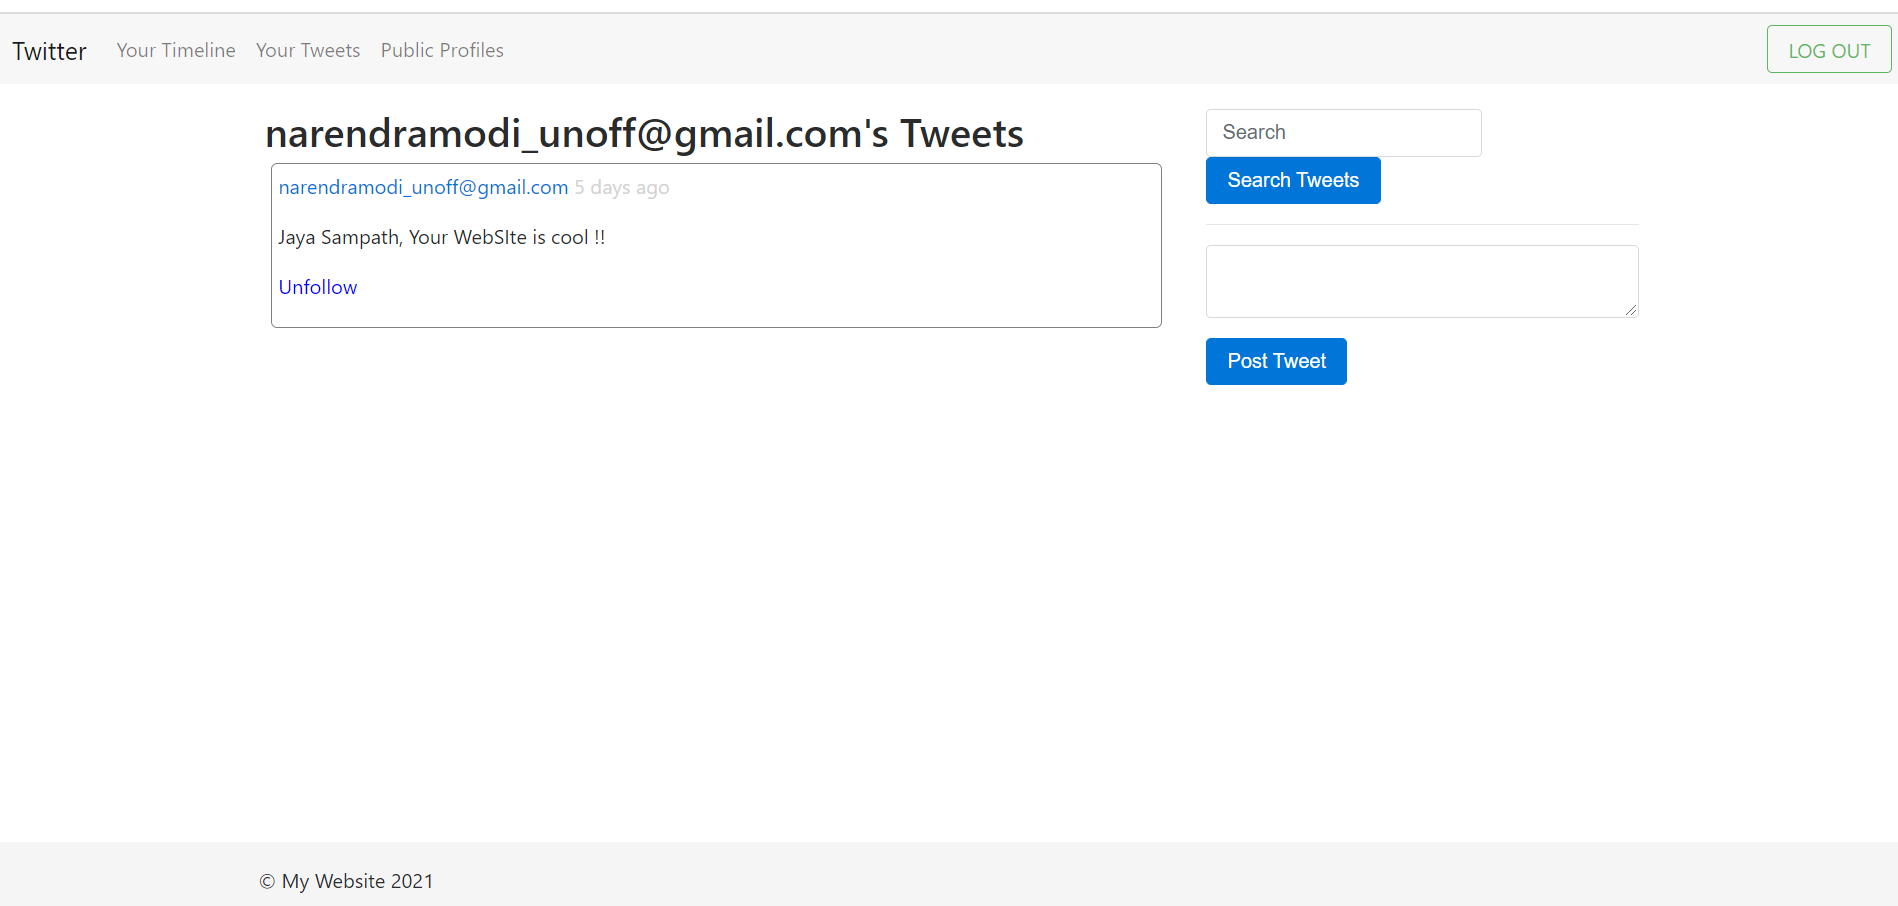 Twitter Your Timeline Your Tweets Public Profiles LOG OUT
narendramodi_unoff@gmail.com's Tweets
narendramodi_unoff@gmail.com 5 days ago
Jaya Sampath, Your WebSIte is cool !!
Unfollow
Search
Search Tweets
Post Tweet
© My Website 2021